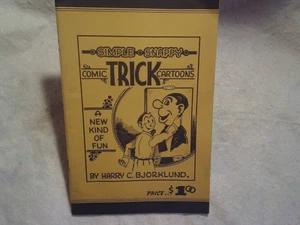 SIMPLE SNAPPY
COMIC TRICK CARTOONS
A
NEW
KIND
OF
FUN
BY HARRY C. BJORKLUND.
PRICE.. $1.00